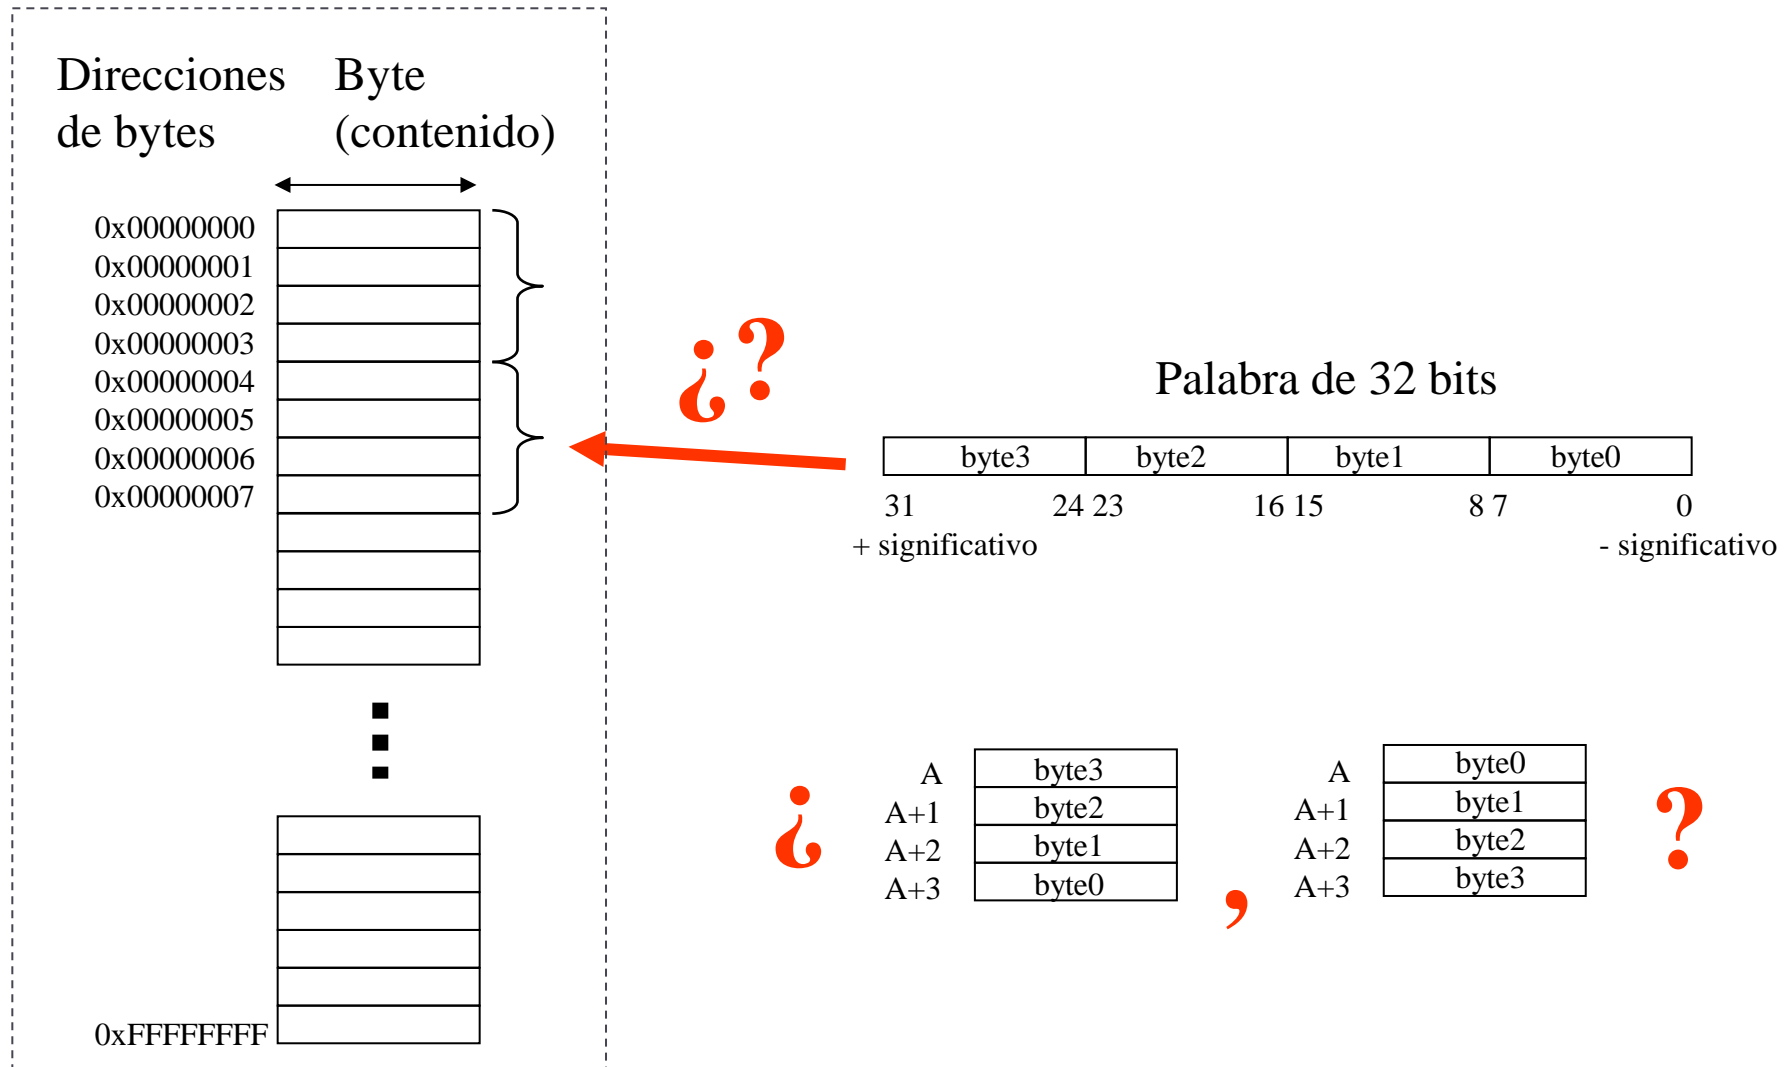 Direcciones de bytes
Byte (contenido)
0x00000000
0x00000001
0x00000002
0x00000003
0x00000004
0x00000005
0x00000006
0x00000007
0xFFFFFFFF
¿?
Palabra de 32 bits
byte3 byte2 byte1 byte0
31 24 23 16 15 8 7 0
+ significativo - significativo
¿
A byte3
A+1 byte2
A+2 byte1
A+3 byte0
,
A byte0
A+1 byte1
A+2 byte2
A+3 byte3
?